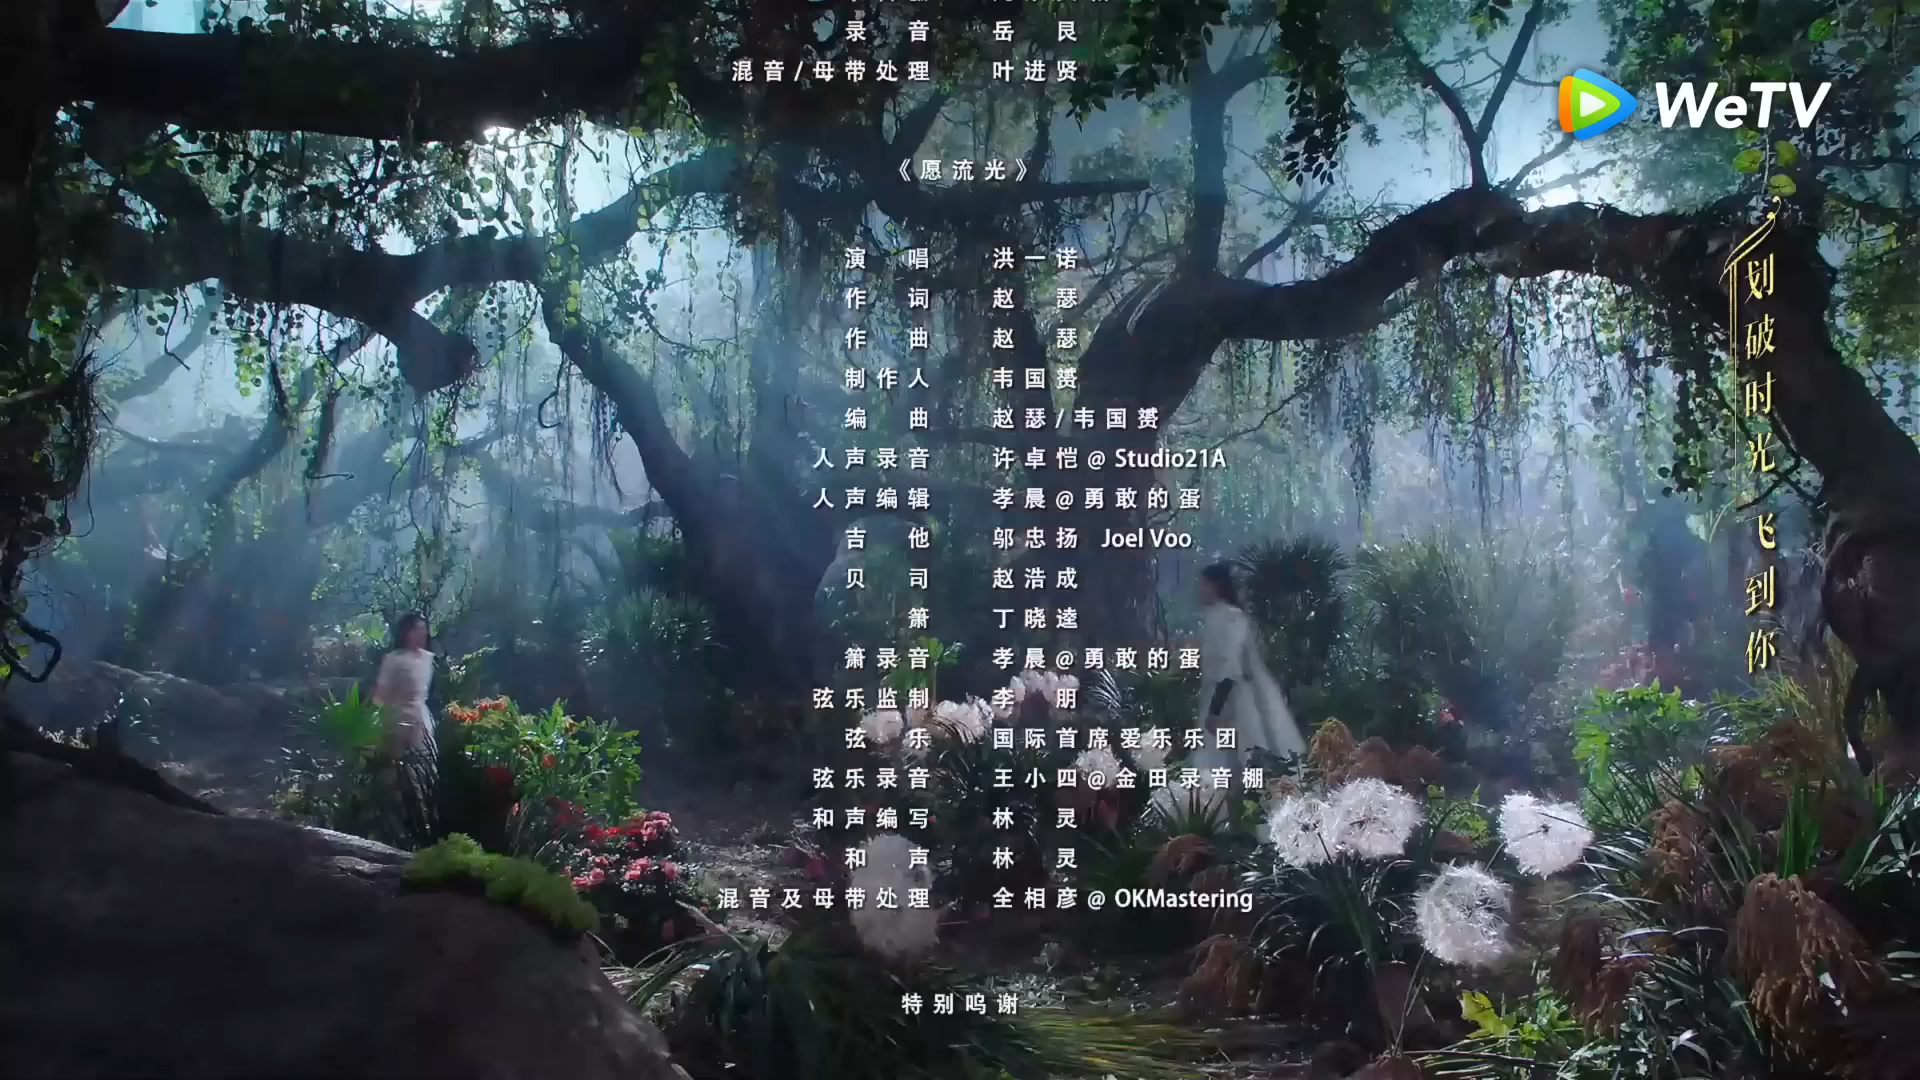 录音 岳艮
混音/母带处理 叶进贤
WeTV
《愿流光》
演唱 洪一诺
作词 赵瑟
作曲 赵瑟
制作人 韦国赟
编曲 赵瑟/韦国赟
人声录音 许卓恺@Studio21A
人声编辑 孝晨@勇敢的蛋
吉他 邬忠扬 Joel Voo
贝司 赵浩成
箫 丁晓逵
箫录音 孝晨@勇敢的蛋
弦乐监制 李朋
弦乐 国际首席爱乐乐团
弦乐录音 王小四@金田录音棚
和声编写 林灵
和声 林灵
混音及母带处理 全相彦@OKMastering
特别鸣谢
划破时光飞到你